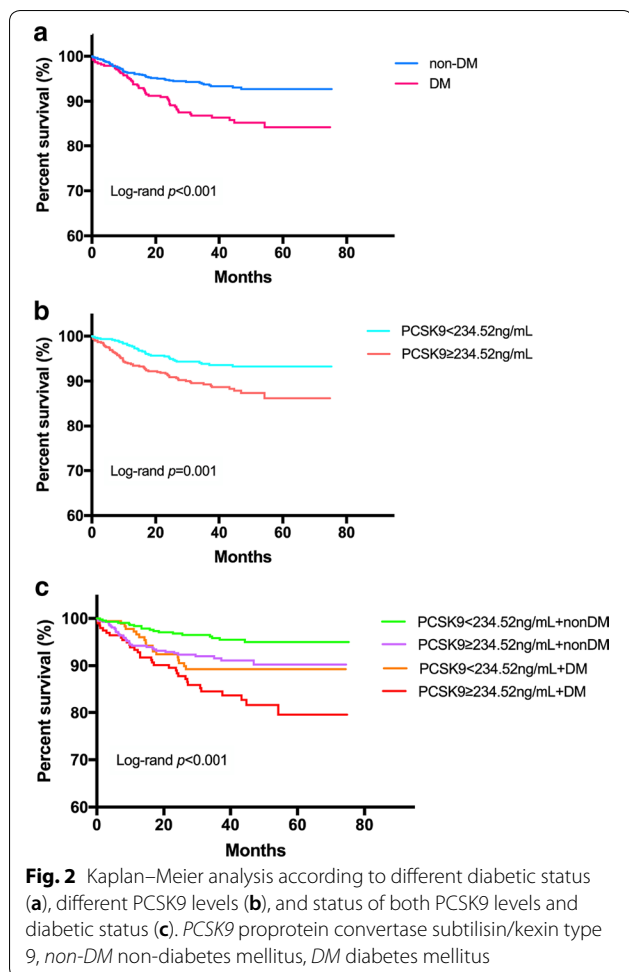 a
100
90
80
70
60
0 20 40 60 80
Percent survival (%)
Months
non-DM
DM
Log-rand p<0.001
b
100
90
80
70
60
0 20 40 60 80
Percent survival (%)
Months
PCSK9<234.52ng/mL
PCSK9≥234.52ng/mL
Log-rand p=0.001
c
100
90
80
70
60
0 20 40 60 80
Percent survival (%)
Months
PCSK9<234.52ng/mL+nonDM
PCSK9≥234.52ng/mL+nonDM
PCSK9<234.52ng/mL+DM
PCSK9≥234.52ng/mL+DM
Log-rand p<0.001
Fig. 2 Kaplan–Meier analysis according to different diabetic status
(a), different PCSK9 levels (b), and status of both PCSK9 levels and
diabetic status (c). PCSK9 proprotein convertase subtilisin/kexin type
9, non-DM non-diabetes mellitus, DM diabetes mellitus